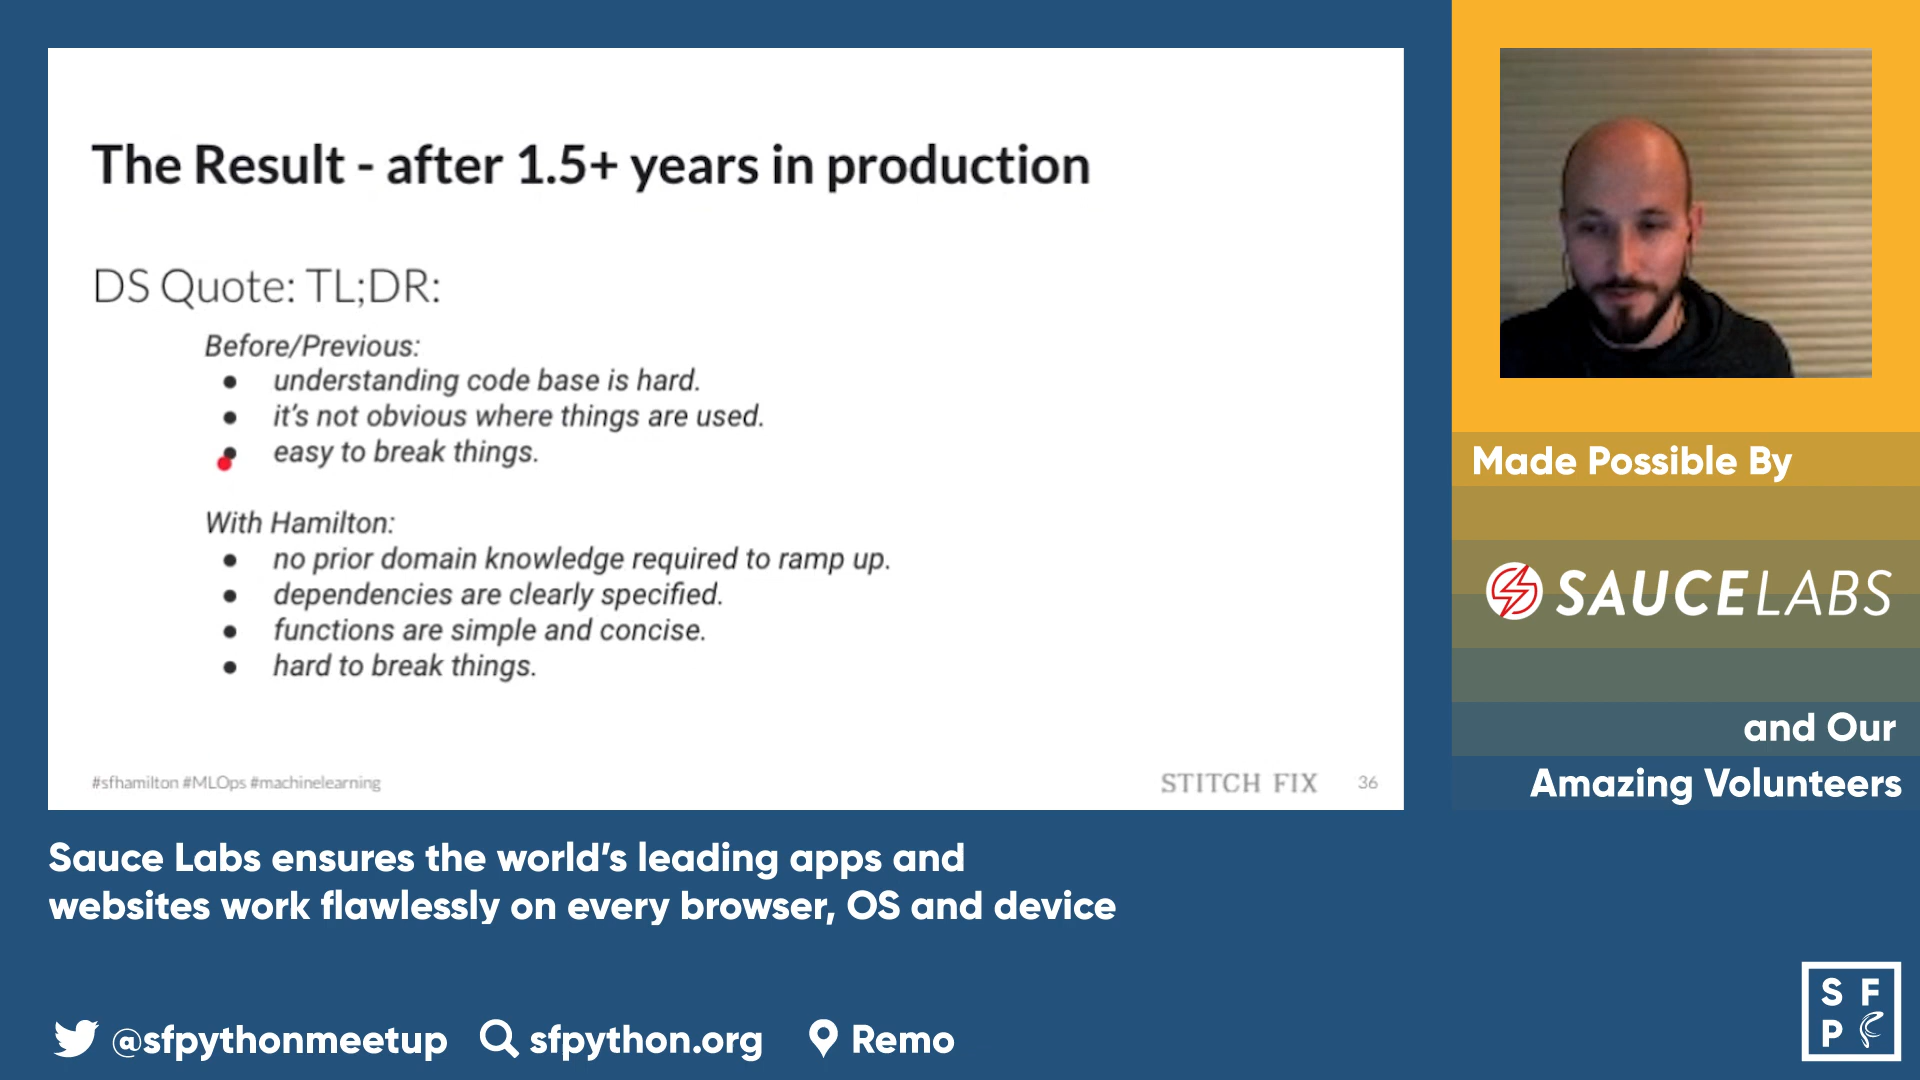 The Result - after 1.5+ years in production
DS Quote: TL;DR:
Before/Previous:
● understanding code base is hard.
● it's not obvious where things are used.
● easy to break things.
With Hamilton:
● no prior domain knowledge required to ramp up.
● dependencies are clearly specified.
● functions are simple and concise.
● hard to break things.
#sfhamilton #MLOps #machinelearning
STITCH FIX 36
Made Possible By
SAUCELABS
and Our
Amazing Volunteers
Sauce Labs ensures the world's leading apps and
websites work flawlessly on every browser, OS and device
@sfpythonmeetup sfpython.org Remo
S F
P